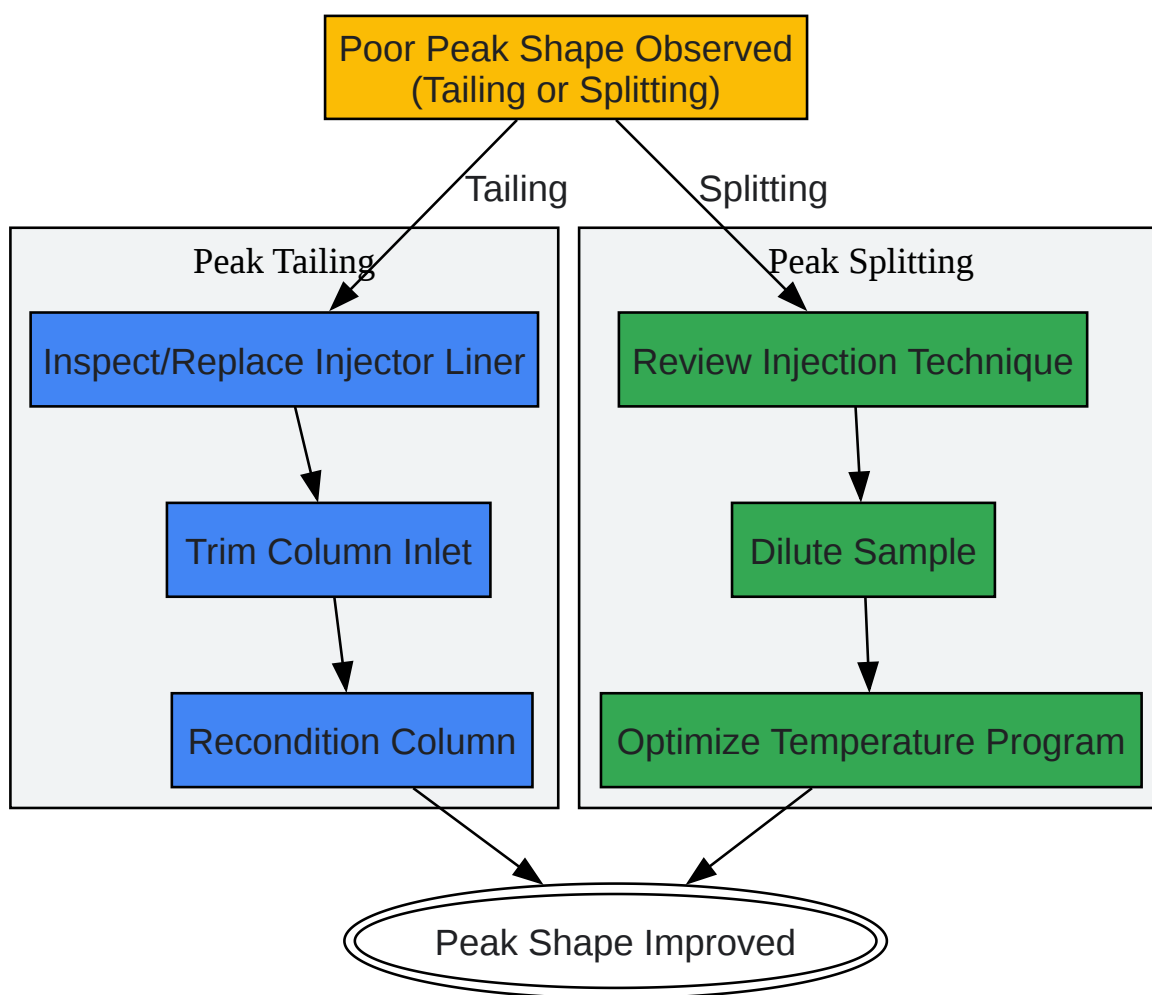 Poor Peak Shape Observed
(Tailing or Splitting)
Tailing
Splitting
Peak Tailing
Peak Splitting
Inspect/Replace Injector Liner
Review Injection Technique
Trim Column Inlet
Dilute Sample
Recondition Column
Optimize Temperature Program
Peak Shape Improved